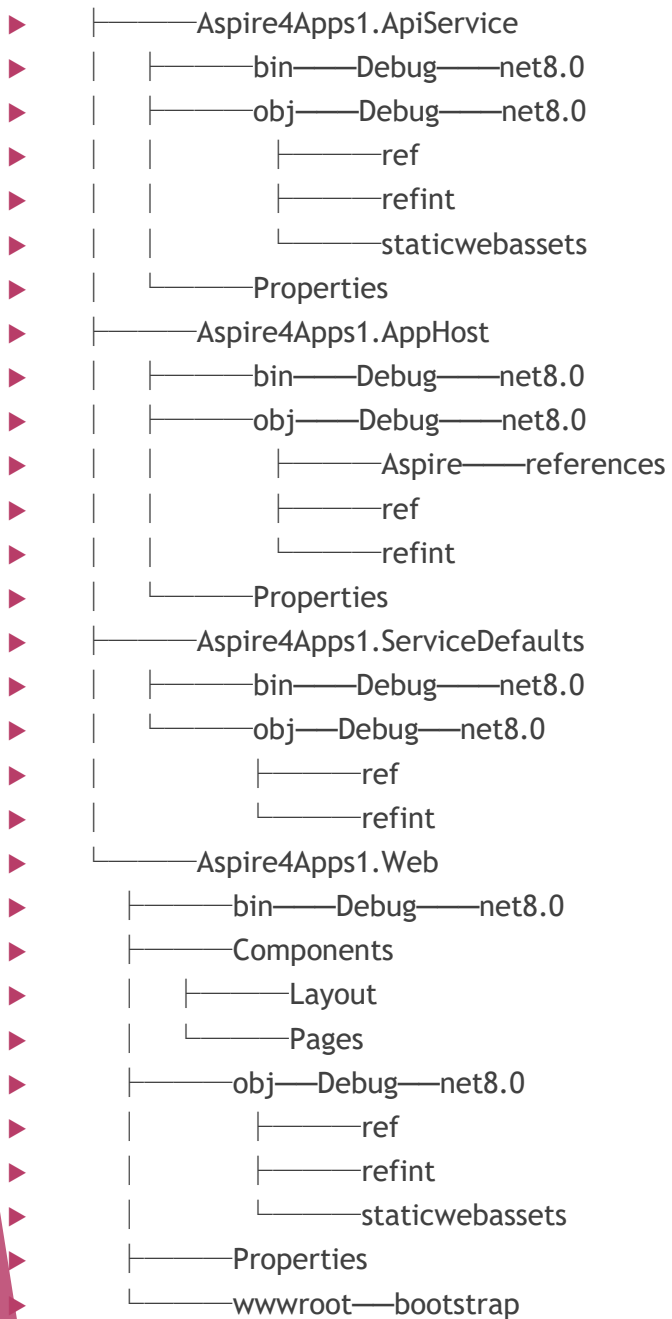 ├────Aspire4Apps1.ApiService
│ ├────bin───Debug───net8.0
│ ├────obj───Debug───net8.0
│ │ ├────ref
│ │ ├────refint
│ │ └────staticwebassets
│ └────Properties
├────Aspire4Apps1.AppHost
│ ├────bin───Debug───net8.0
│ ├────obj───Debug───net8.0
│ │ ├────Aspire───references
│ │ ├────ref
│ │ └────refint
│ └────Properties
├────Aspire4Apps1.ServiceDefaults
│ ├────bin───Debug───net8.0
│ └────obj──Debug──net8.0
│ ├────ref
│ └────refint
└────Aspire4Apps1.Web
├────bin───Debug───net8.0
├────Components
│ ├────Layout
│ └────Pages
├────obj──Debug──net8.0
│ ├────ref
│ ├────refint
│ └────staticwebassets
├────Properties
└────wwwroot──bootstrap